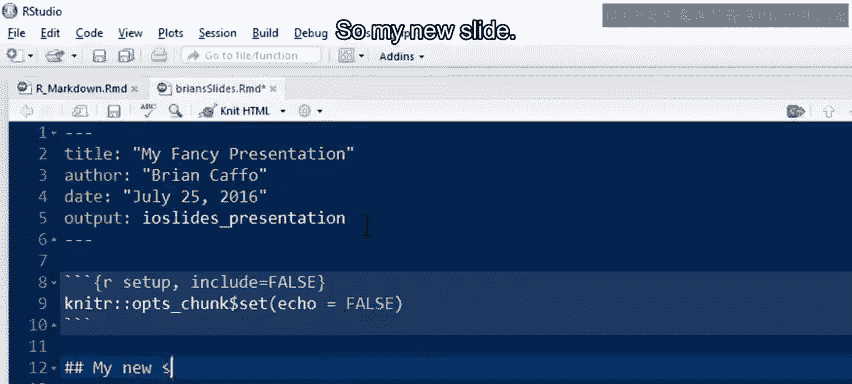 RStudio
File Edit Code View Plots Session Build Debug
So my new slide.
Go to file/function
Addins
R_Markdown.Rmd
briansSlides.Rmd*
ABC
Knit HTML
1 ---
2 title: "My Fancy Presentation"
3 author: "Brian Caffo"
4 date: "July 25, 2016"
5 output: ioslides_presentation
6 ---
7
8 ```{r setup, include=FALSE}
9 knitr::opts_chunk$set(echo = FALSE)
10 ```
11
12 ## My new s